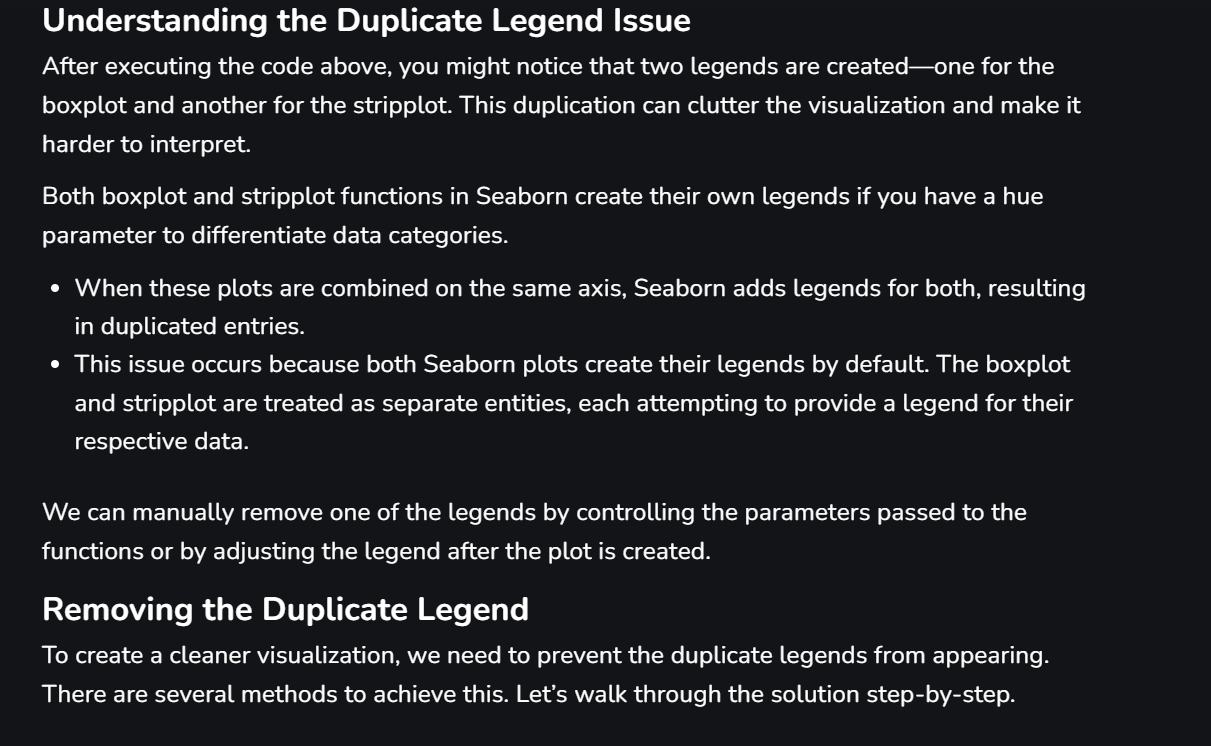 Understanding the Duplicate Legend Issue
After executing the code above, you might notice that two legends are created—one for the
boxplot and another for the stripplot. This duplication can clutter the visualization and make it
harder to interpret.
Both boxplot and stripplot functions in Seaborn create their own legends if you have a hue
parameter to differentiate data categories.
• When these plots are combined on the same axis, Seaborn adds legends for both, resulting
in duplicated entries.
• This issue occurs because both Seaborn plots create their legends by default. The boxplot
and stripplot are treated as separate entities, each attempting to provide a legend for their
respective data.
We can manually remove one of the legends by controlling the parameters passed to the
functions or by adjusting the legend after the plot is created.
Removing the Duplicate Legend
To create a cleaner visualization, we need to prevent the duplicate legends from appearing.
There are several methods to achieve this. Let’s walk through the solution step-by-step.